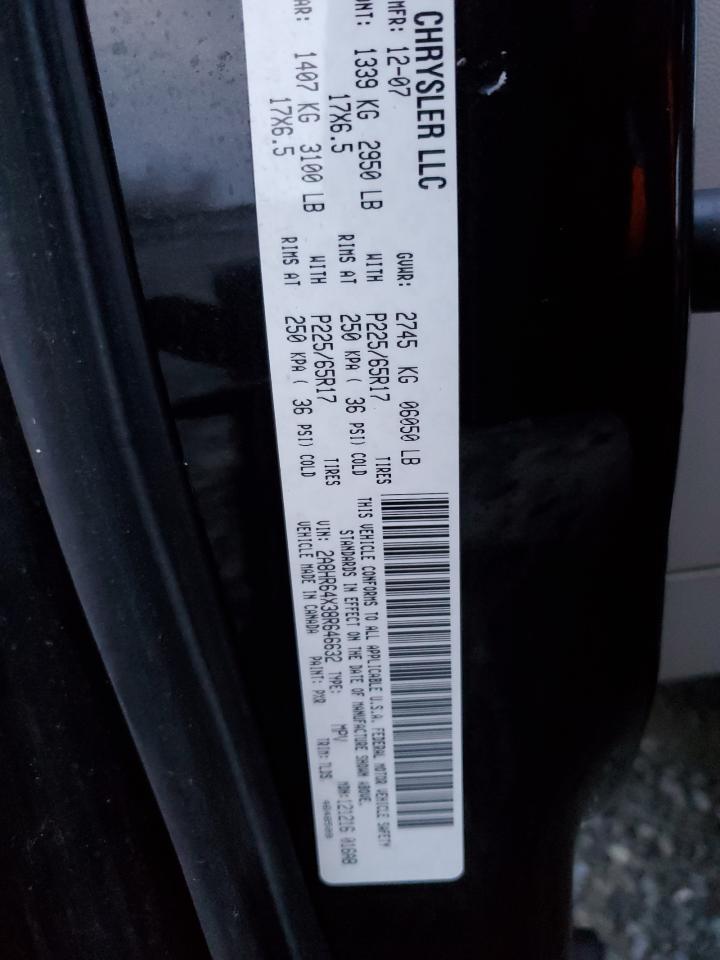 CHRYSLER LLC
MFR: 12-07 GVWR: 2745 KG 06050 LB
ONT: 1339 KG 2950 LB WITH P225/65R17 TIRES
17X6.5 RIMS AT 250 KPA ( 36 PSI) COLD
AR: 1407 KG 3100 LB WITH P225/65R17 TIRES
17X6.5 RIMS AT 250 KPA ( 36 PSI) COLD
THIS VEHICLE CONFORMS TO ALL APPLICABLE U.S.A. FEDERAL MOTOR VEHICLE SAFETY
STANDARDS IN EFFECT ON THE DATE OF MANUFACTURE SHOWN ABOVE.
VIN: 2A8HR64X38R646632 TYPE: MPV MDH: 121216 016AB
VEHICLE MADE IN CANADA PAINT: PXR TRIM: